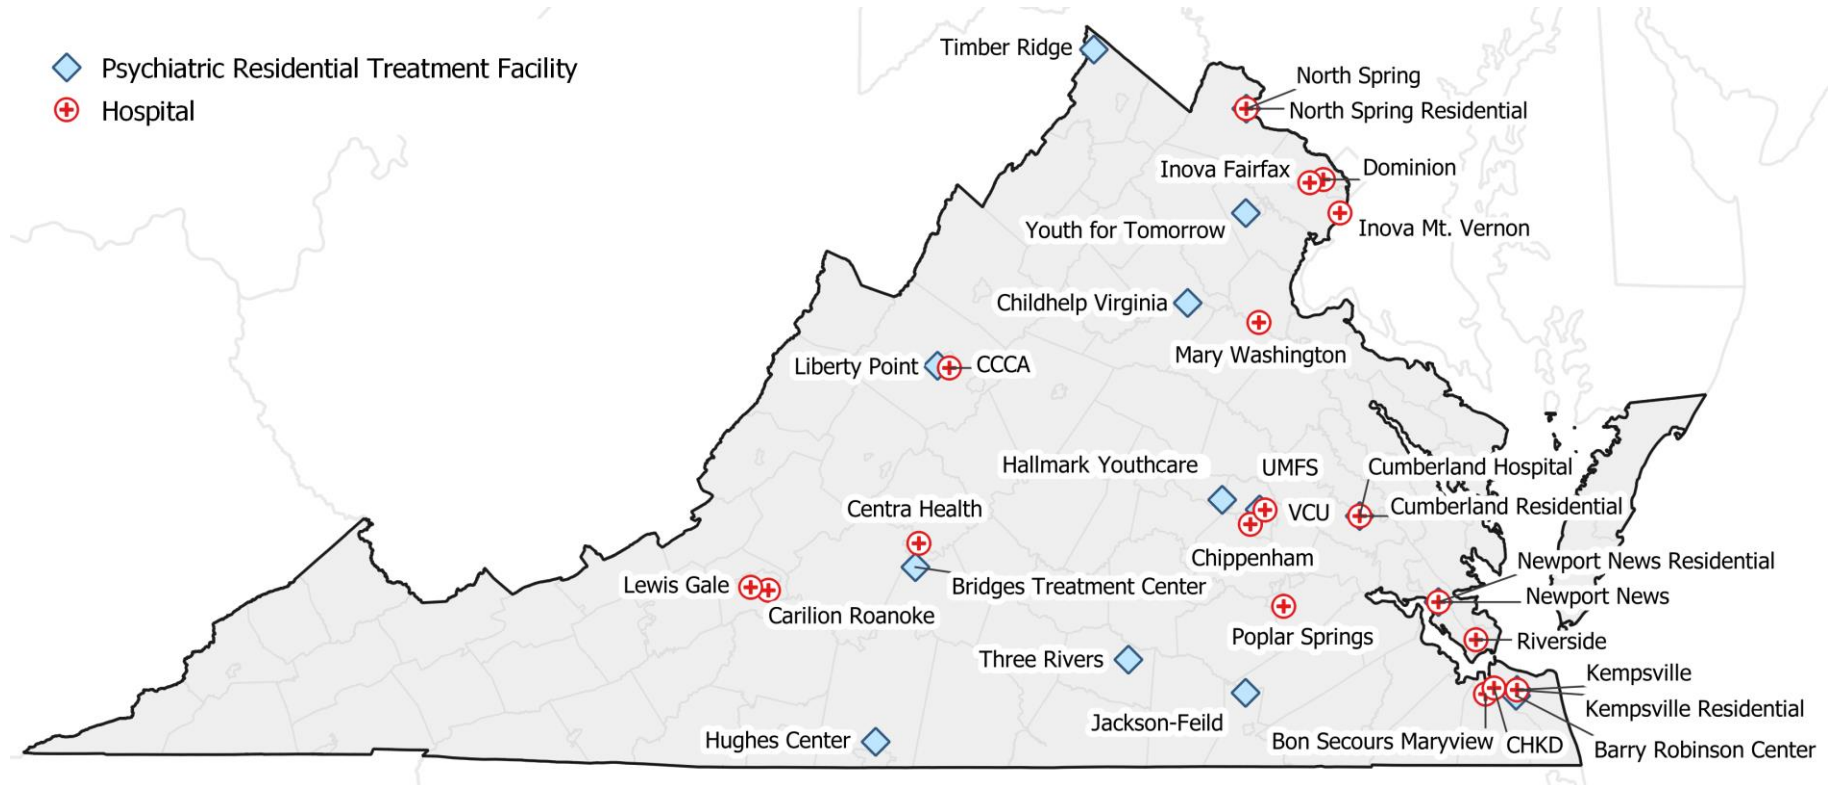 Timber Ridge
Psychiatric Residential Treatment Facility
North Spring
Hospital
North Spring Residential
Inova Fairfax
Dominion
Youth for Tomorrow
Inova Mt. Vernon
Childhelp Virginia
Mary Washington
Liberty Point
CCCA
Hallmark Youthcare
UMFS
Cumberland Hospital
Centra Health
VCU
Cumberland Residential
Chippenham
Newport News Residential
Lewis Gale
Bridges Treatment Center
Newport News
Carilion Roanoke
Poplar Springs
Riverside
Three Rivers
Kempsville
Kempsville Residential
Jackson-Feild
Hughes Center
Bon Secours Maryview
CHKD
Barry Robinson Center